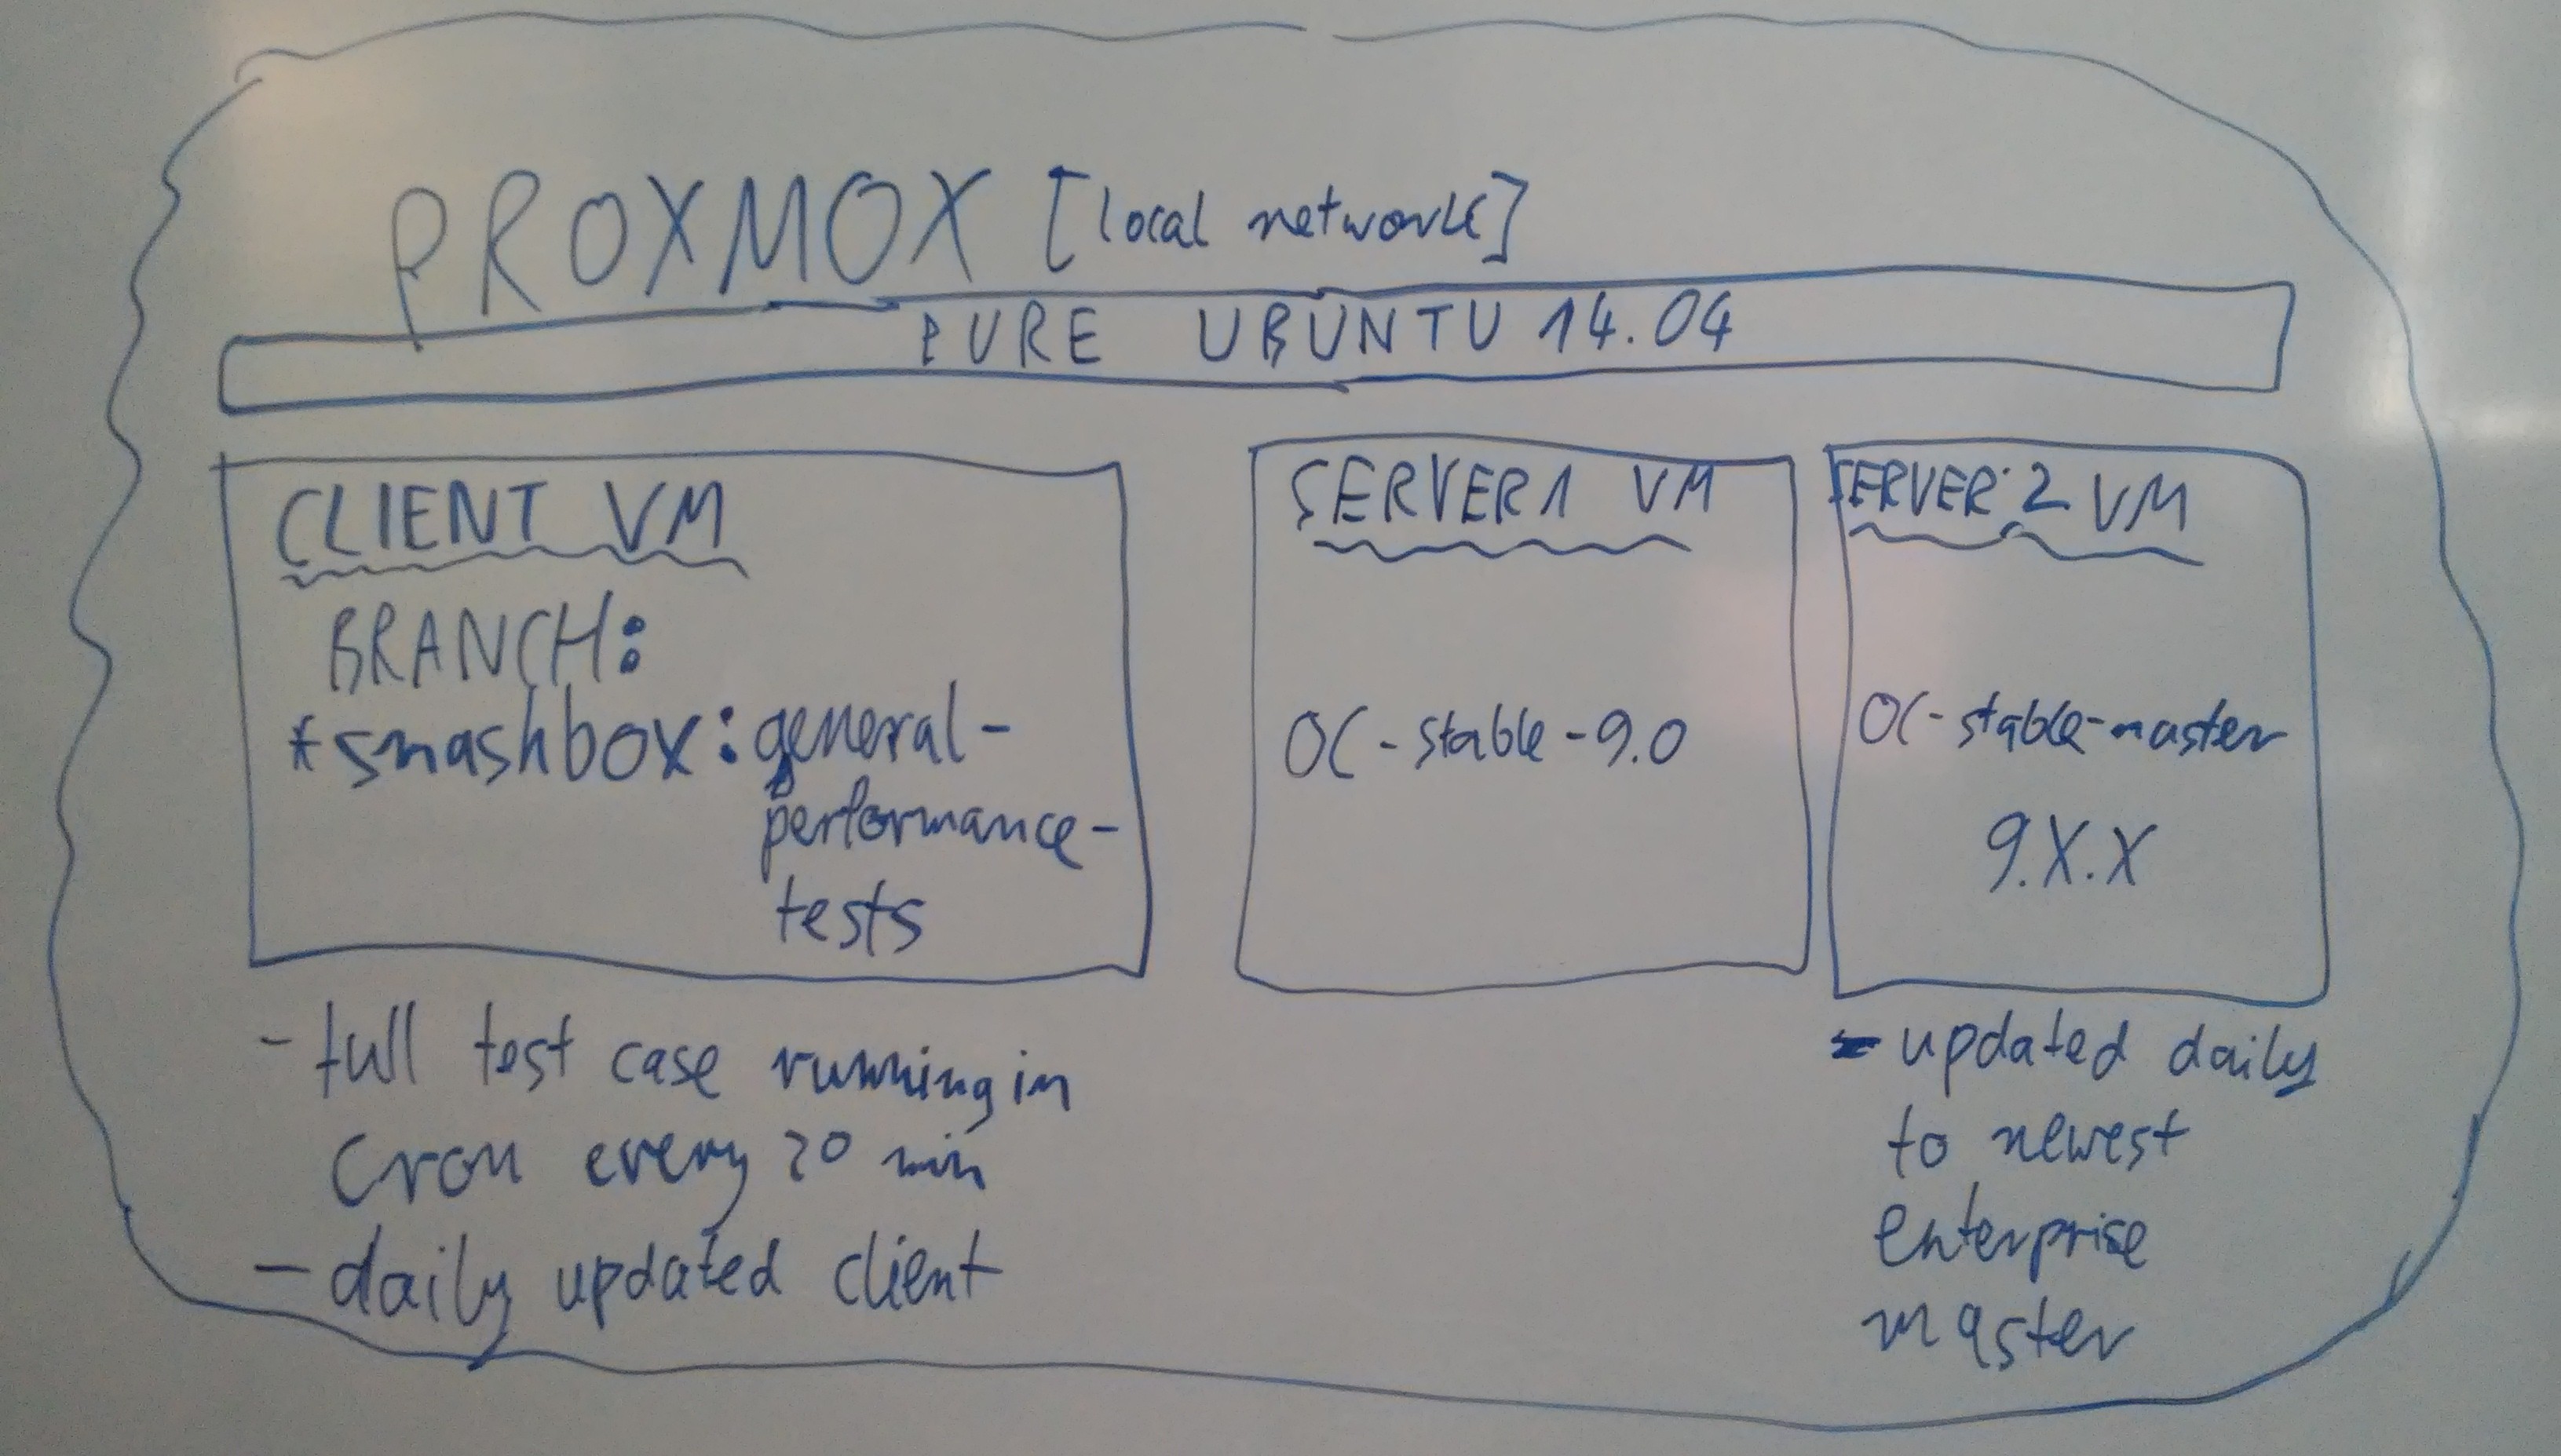 PROXMOX [local network]
PURE UBUNTU 14.04
CLIENT VM
BRANCH:
*smashbox: general-
performance-
tests
- full test case running in
cron every 20 min
- daily updated client
SERVER1 VM
OC-stable-9.0
SERVER 2 VM
OC-stable-master
9.X.X
- updated daily
to newest
enterprise
master